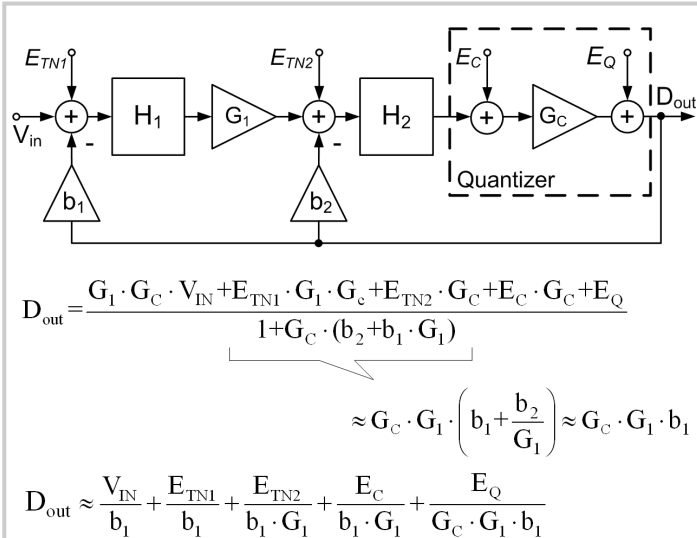 E_TN1 E_TN2 E_C E_Q D_out
V_in + H_1 G_1 + H_2 + G_C +
- - Quantizer
b_1 b_2
D_out = (G_1 · G_C · V_IN + E_TN1 · G_1 · G_c + E_TN2 · G_C + E_C · G_C + E_Q) / (1 + G_C · (b_2 + b_1 · G_1))
≈ G_C · G_1 · (b_1 + b_2 / G_1) ≈ G_C · G_1 · b_1
D_out ≈ V_IN / b_1 + E_TN1 / b_1 + E_TN2 / (b_1 · G_1) + E_C / (b_1 · G_1) + E_Q / (G_C · G_1 · b_1)